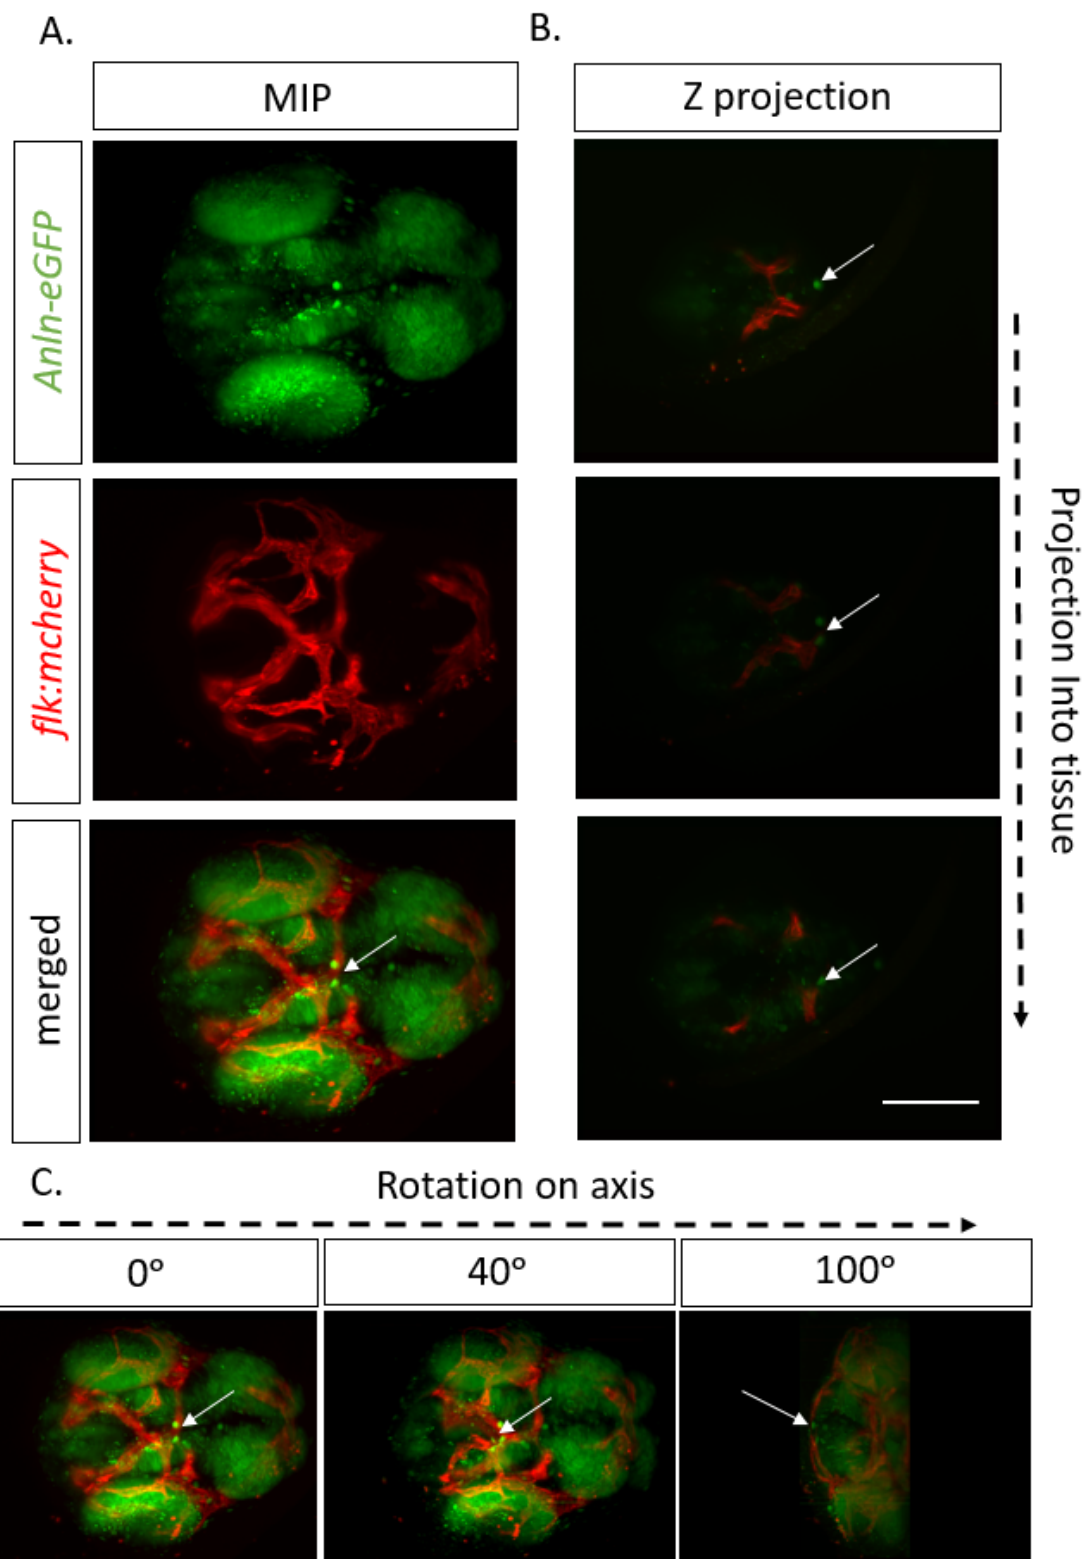 A.
B.
MIP
Z projection
Anln-eGFP
flk:mcherry
merged
Projection Into tissue
C.
Rotation on axis
0°
40°
100°